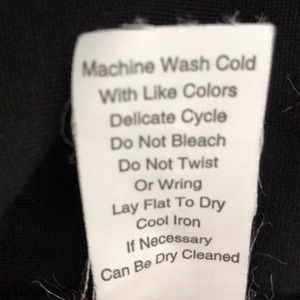 Machine Wash Cold
With Like Colors
Delicate Cycle
Do Not Bleach
Do Not Twist
Or Wring
Lay Flat To Dry
Cool Iron
If Necessary
Can Be Dry Cleaned